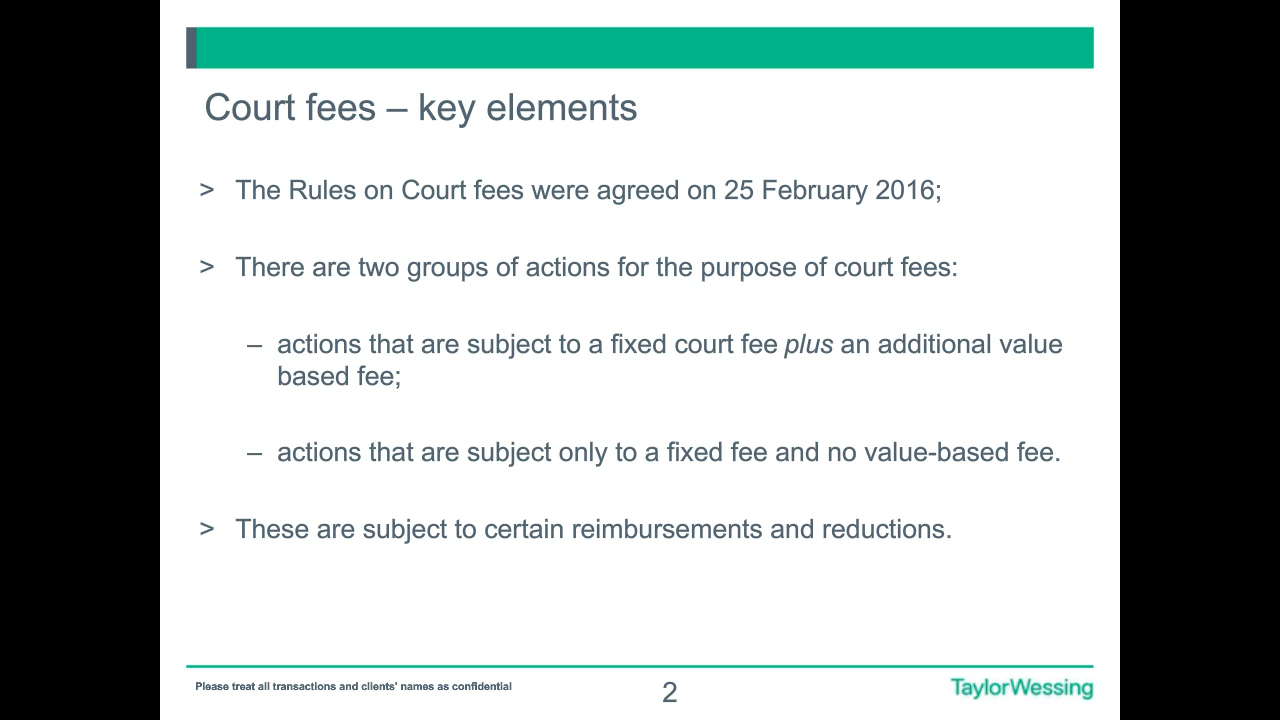 Court fees – key elements
> The Rules on Court fees were agreed on 25 February 2016;
> There are two groups of actions for the purpose of court fees:
– actions that are subject to a fixed court fee plus an additional value
based fee;
– actions that are subject only to a fixed fee and no value-based fee.
> These are subject to certain reimbursements and reductions.
Please treat all transactions and clients' names as confidential
2
TaylorWessing